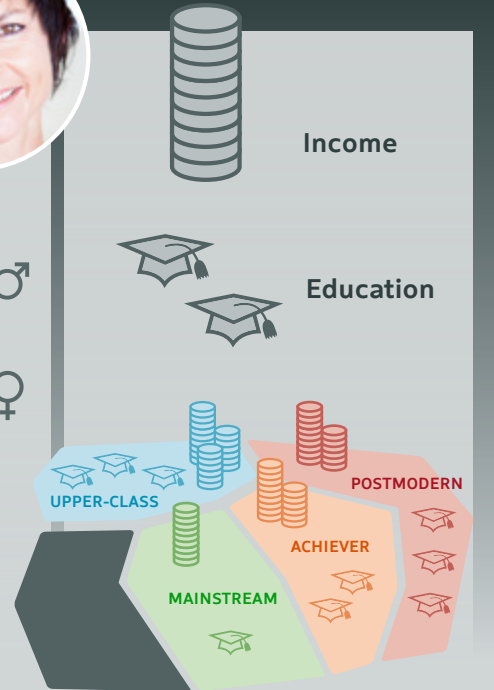 Income
Education
POSTMODERN
UPPER-CLASS
ACHIEVER
MAINSTREAM